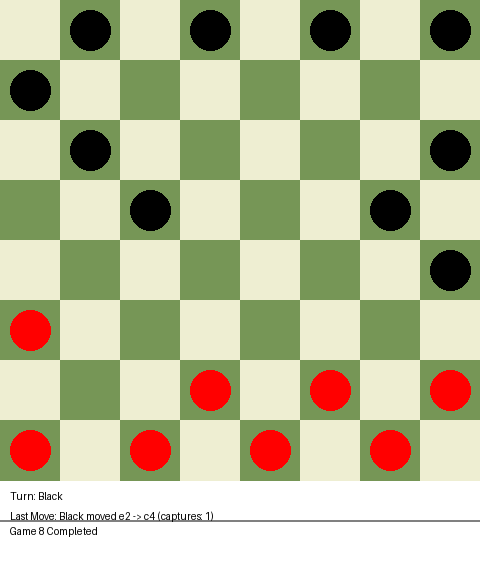 Turn: Black
Last Move: Black moved e2 -> c4 (captures: 1)
Game 8 Completed